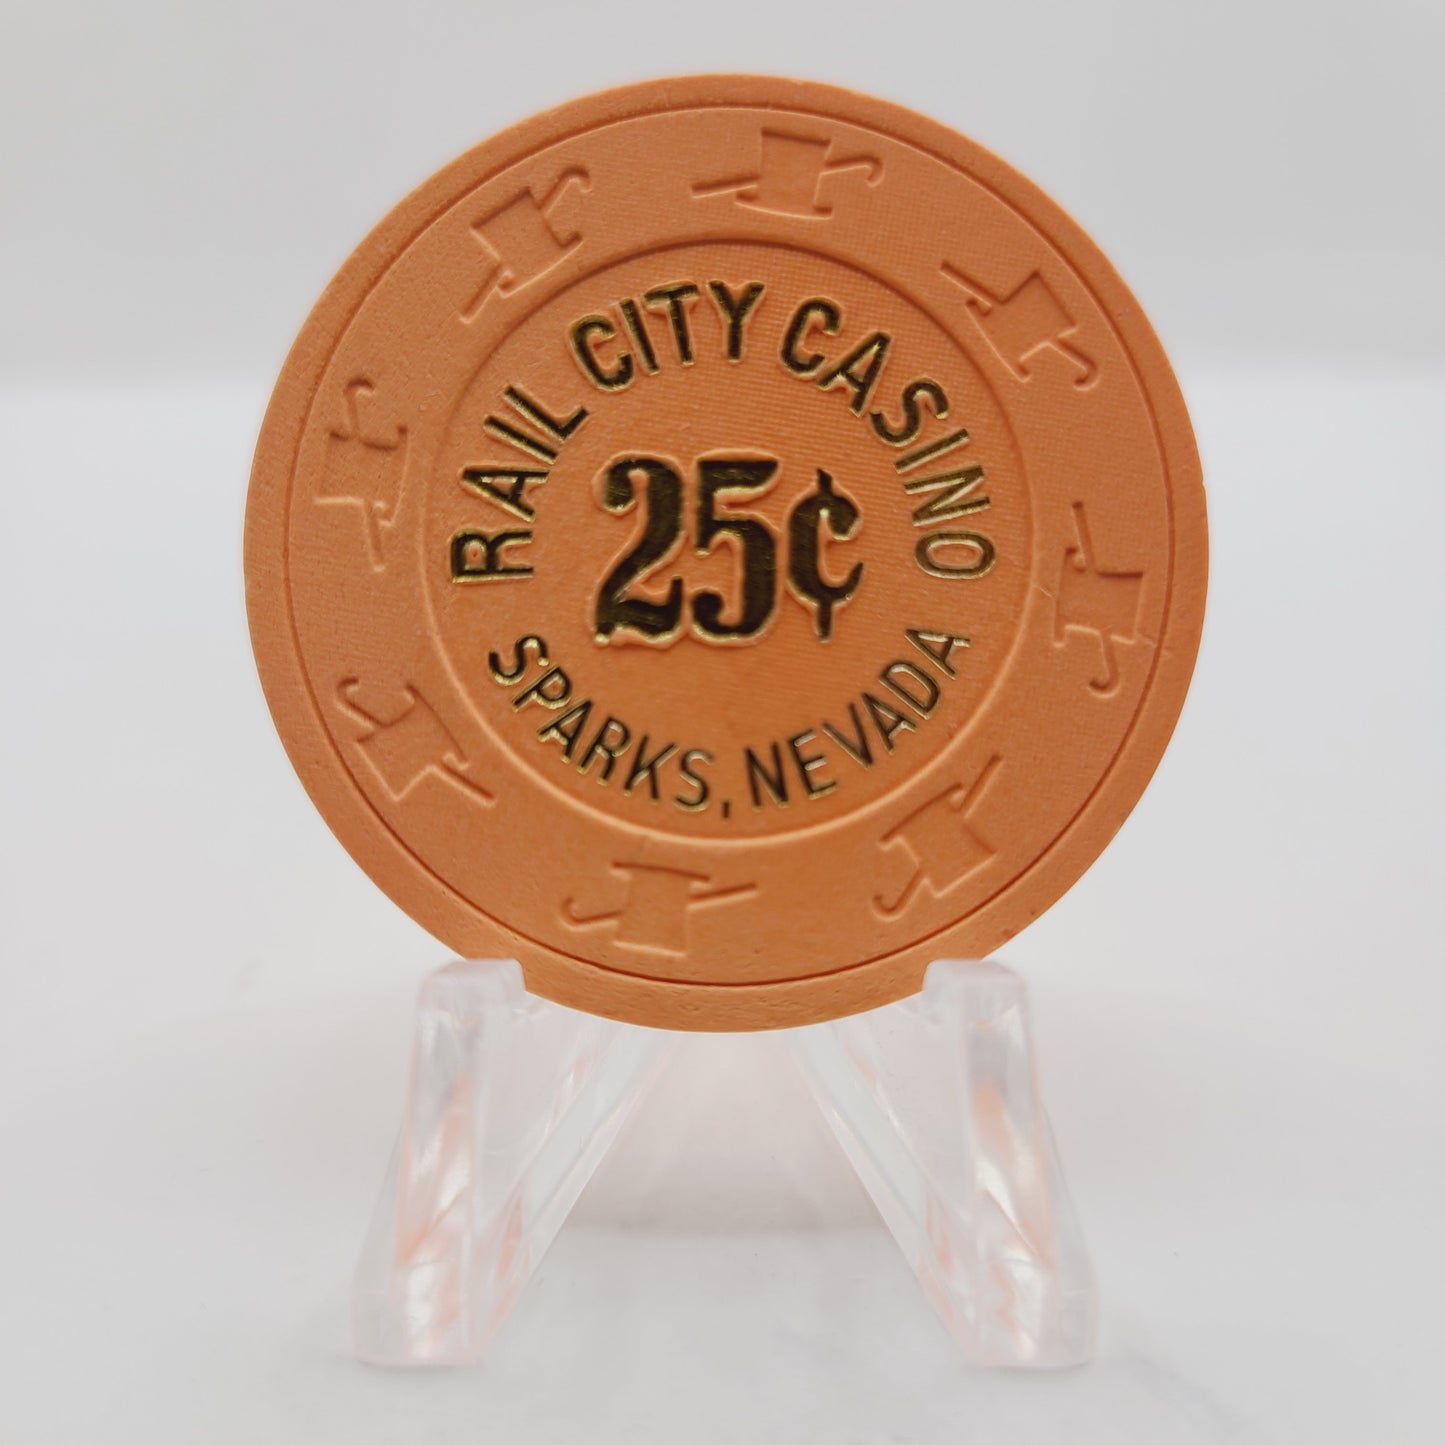 RAIL CITY CASINO
25¢
SPARKS, NEVADA